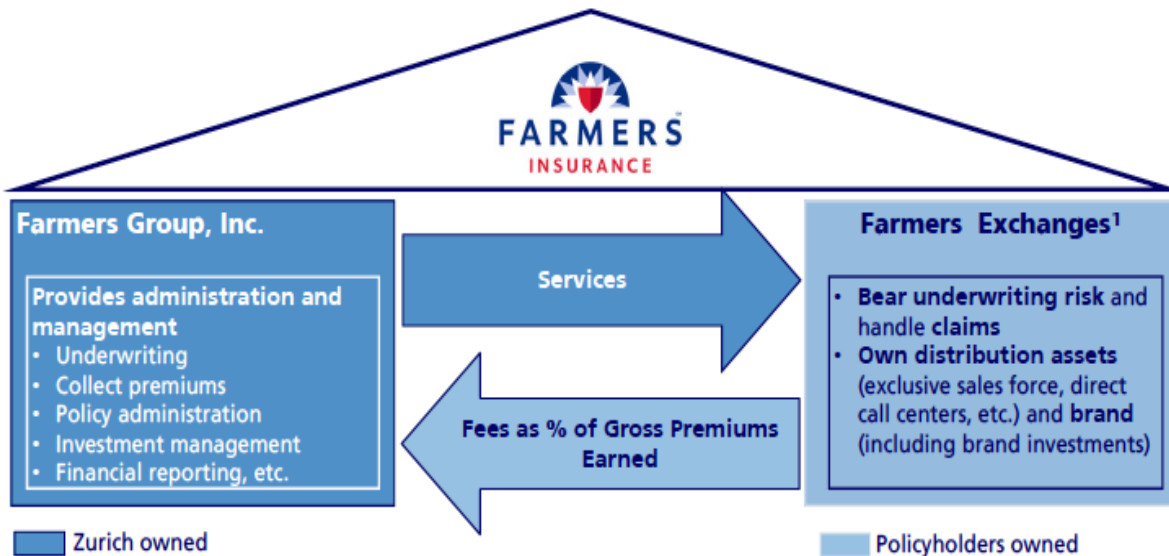 FARMERS
INSURANCE
Farmers Group, Inc.
Provides administration and
management
• Underwriting
• Collect premiums
• Policy administration
• Investment management
• Financial reporting, etc.
Services
Fees as % of Gross Premiums
Earned
Farmers Exchanges¹
• Bear underwriting risk and
handle claims
• Own distribution assets
(exclusive sales force, direct
call centers, etc.) and brand
(including brand investments)
Zurich owned
Policyholders owned